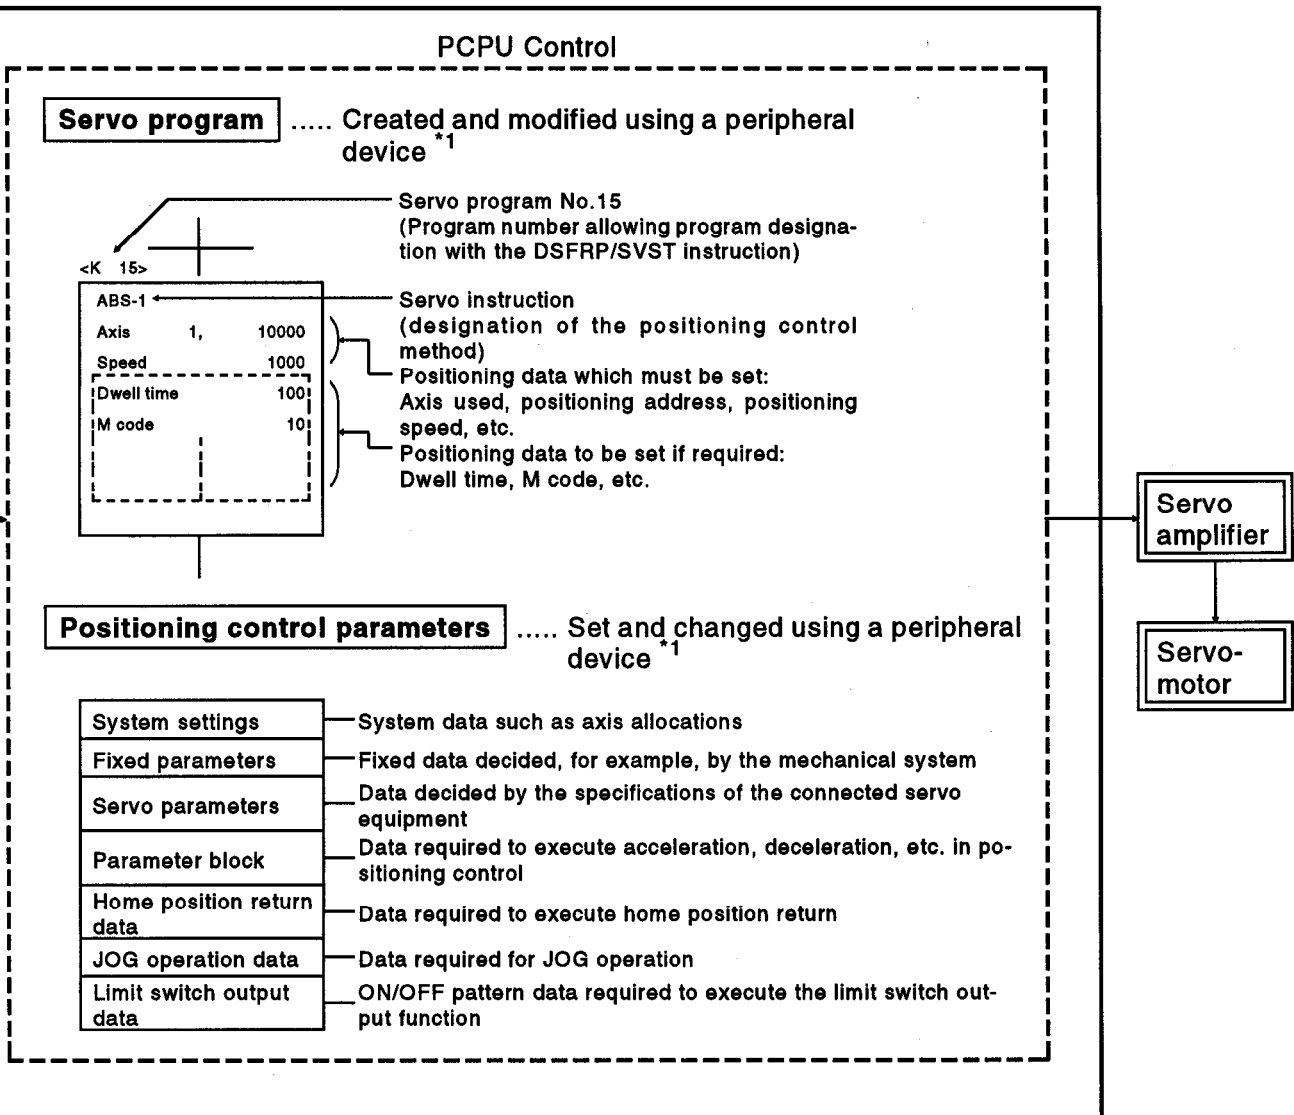 PCPU Control
Servo program ..... Created and modified using a peripheral
device *1
Servo program No.15
(Program number allowing program designa-
tion with the DSFRP/SVST instruction)
<K 15>
ABS-1
Axis 1, 10000
Speed 1000
Dwell time 100
M code 10
Servo instruction
(designation of the positioning control
method)
Positioning data which must be set:
Axis used, positioning address, positioning
speed, etc.
Positioning data to be set if required:
Dwell time, M code, etc.
Servo
amplifier
Servo-
motor
Positioning control parameters ..... Set and changed using a peripheral
device *1
System settings
System data such as axis allocations
Fixed parameters
Fixed data decided, for example, by the mechanical system
Servo parameters
Data decided by the specifications of the connected servo
equipment
Parameter block
Data required to execute acceleration, deceleration, etc. in po-
sitioning control
Home position return
data
Data required to execute home position return
JOG operation data
Data required for JOG operation
Limit switch output
data
ON/OFF pattern data required to execute the limit switch out-
put function